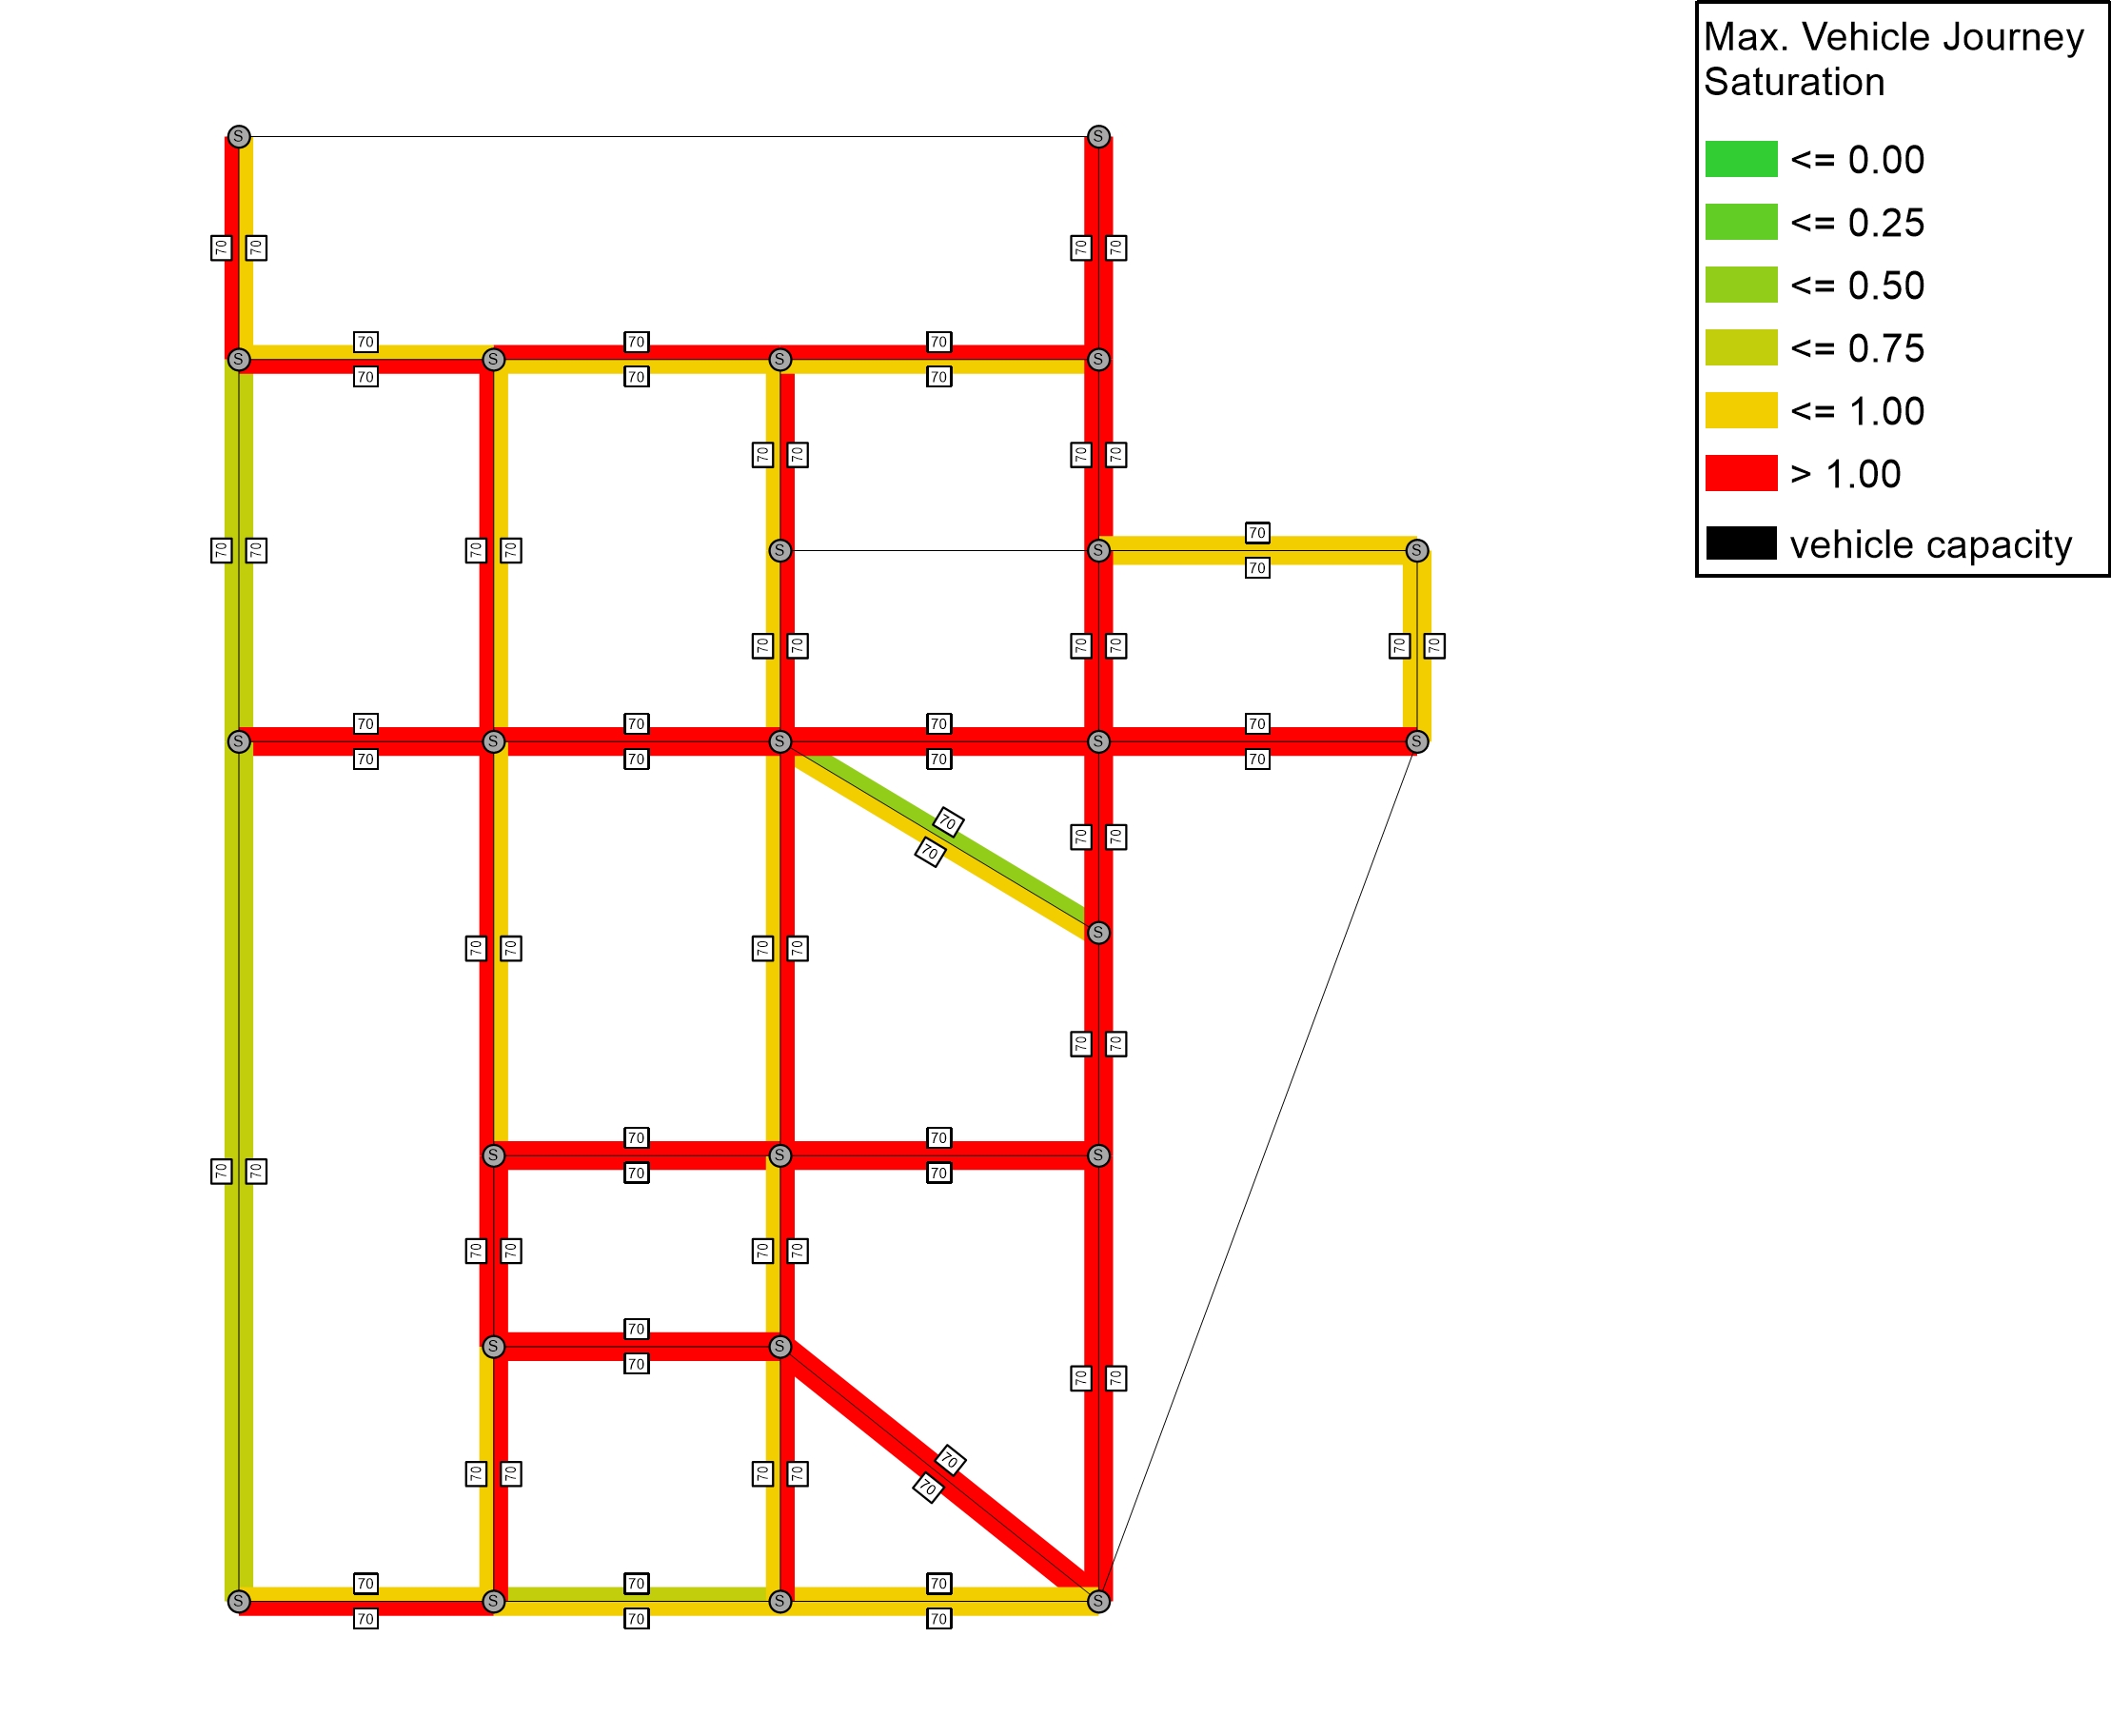 Max. Vehicle Journey
Saturation
<= 0.00
<= 0.25
<= 0.50
<= 0.75
<= 1.00
> 1.00
vehicle capacity
S S
70 70 70 70
70 70 70
S S S S
70 70 70
70 70 70 70
70
70 70 70 70 S S S
70
70 70 70 70 70 70
70 70 70 70
S S S S S
70 70 70 70
70
70 70
70
S
70 70 70 70
70 70
70 70
S S S
70 70 70 70
70 70 70 70
70
S S
70
70 70
70
70 70 70 70
70
70 70 70
S S S S
70 70 70